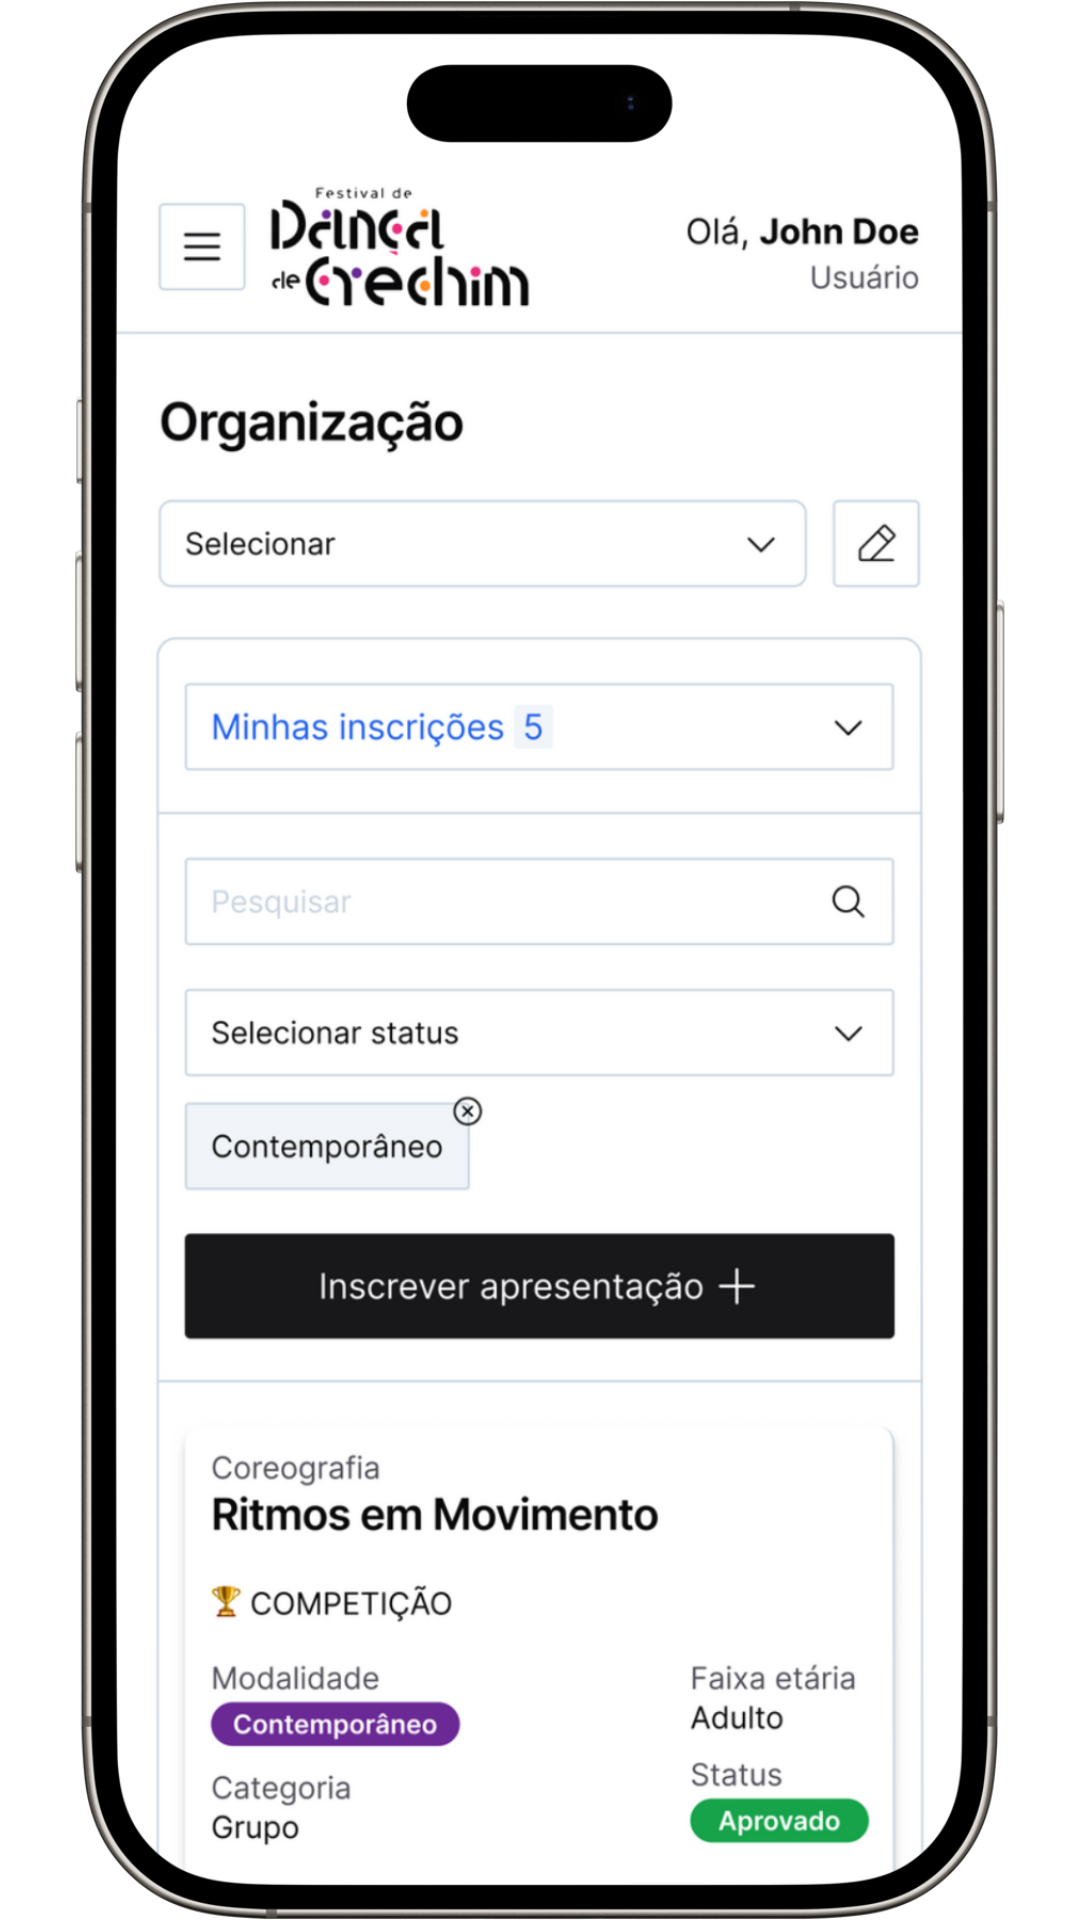 Festival de
Dança
de Erechim
Olá, John Doe
Usuário
Organização
Selecionar
Minhas inscrições 5
Pesquisar
Selecionar status
Contemporâneo
Inscrever apresentação
Coreografia
Ritmos em Movimento
COMPETIÇÃO
Modalidade
Contemporâneo
Faixa etária
Adulto
Categoria
Grupo
Status
Aprovado